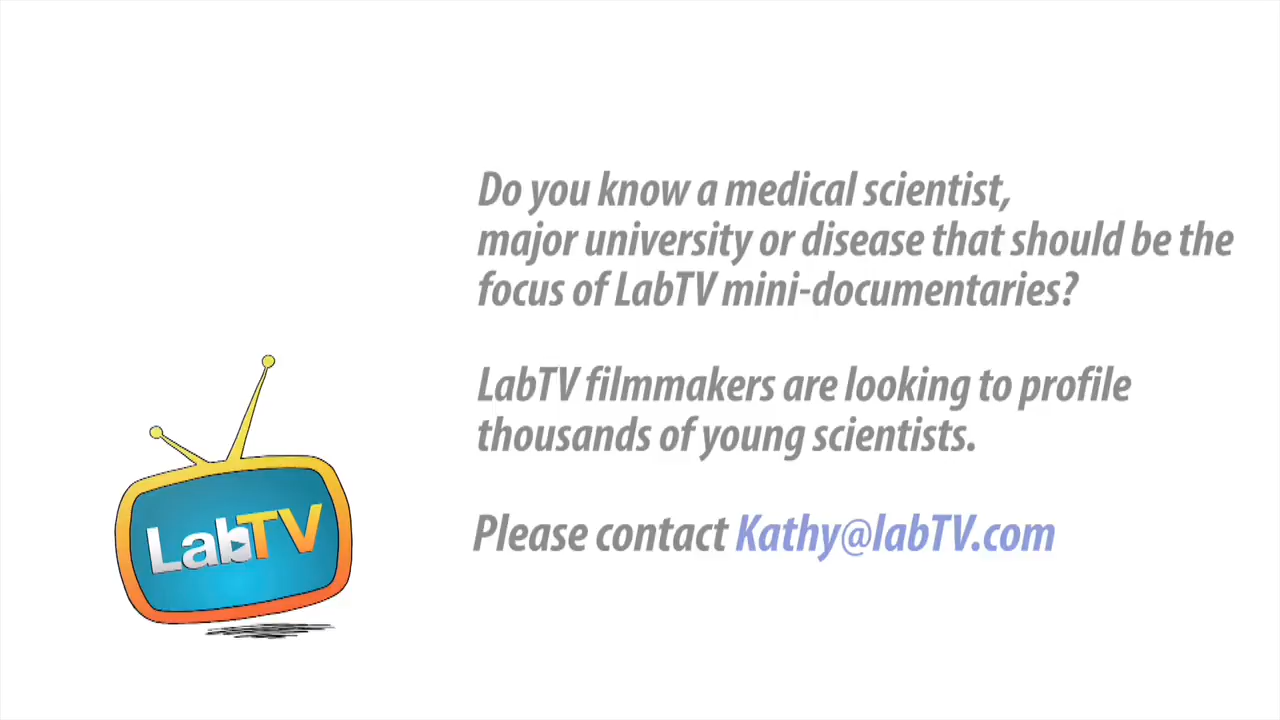 Do you know a medical scientist,
major university or disease that should be the
focus of LabTV mini-documentaries?
LabTV filmmakers are looking to profile
thousands of young scientists.
Please contact Kathy@labTV.com
LabTV